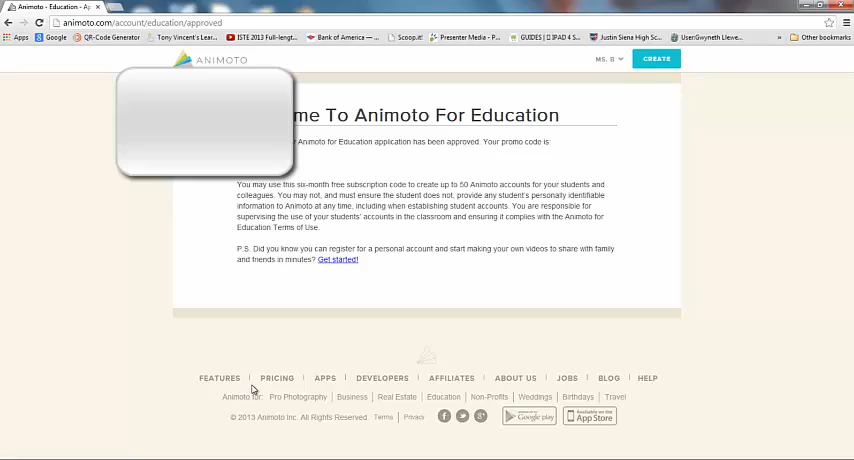 Animoto - Education - Ap
animoto.com/account/education/approved
Apps
Google
QR-Code Generator
Tony Vincent's Lear...
ISTE 2013 Full-lengt...
Bank of America —...
Scoop.it!
Presenter Media - P...
GUIDES
IPAD 4 S...
Justin Siena High Sc...
UserGwyneth Llewe...
»
Other bookmarks
ANIMOTO
MS. B
CREATE
me To Animoto For Education
Animoto for Education application has been approved. Your promo code is:
You may use this six-month free subscription code to create up to 50 Animoto accounts for your students and
colleagues. You may not, and must ensure the student does not, provide any student's personally identifiable
information to Animoto at any time, including when establishing student accounts. You are responsible for
supervising the use of your students' accounts in the classroom and ensuring it complies with the Animoto for
Education Terms of Use.
P.S. Did you know you can register for a personal account and start making your own videos to share with family
and friends in minutes? Get started!
FEATURES | PRICING | APPS | DEVELOPERS | AFFILIATES | ABOUT US | JOBS | BLOG | HELP
Animoto for: Pro Photography | Business | Real Estate | Education | Non-Profits | Weddings | Birthdays | Travel
© 2013 Animoto Inc. All Rights Reserved. Terms | Privacy
Google play
Available on the
App Store